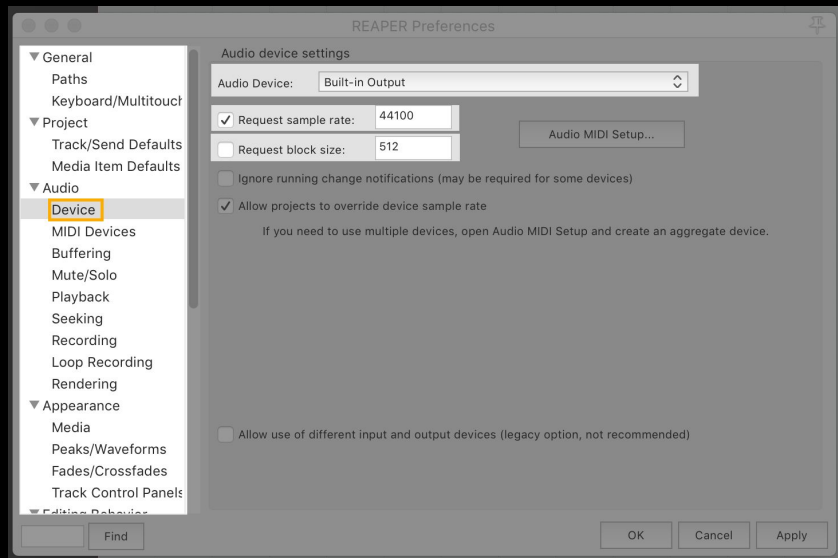 REAPER Preferences
General
Paths
Keyboard/Multitouch
Project
Track/Send Defaults
Media Item Defaults
Audio
Device
MIDI Devices
Buffering
Mute/Solo
Playback
Seeking
Recording
Loop Recording
Rendering
Appearance
Media
Peaks/Waveforms
Fades/Crossfades
Track Control Panels
Editing Behavior
Find
Audio device settings
Audio Device: Built-in Output
Request sample rate: 44100
Request block size: 512
Audio MIDI Setup...
Ignore running change notifications (may be required for some devices)
Allow projects to override device sample rate
If you need to use multiple devices, open Audio MIDI Setup and create an aggregate device.
Allow use of different input and output devices (legacy option, not recommended)
OK Cancel Apply